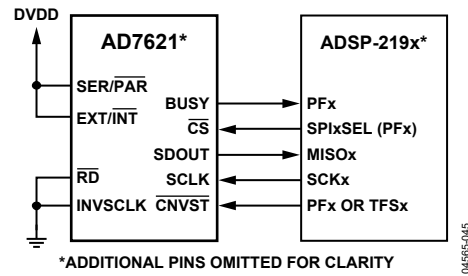 DVDD
AD7621*
ADSP-219x*
SER/PAR
EXT/INT
BUSY
PFx
CS
SPIxSEL (PFx)
SDOUT
MISOx
RD
SCLK
SCKx
INVSCLK
CNVST
PFx OR TFSx
*ADDITIONAL PINS OMITTED FOR CLARITY
04565-045